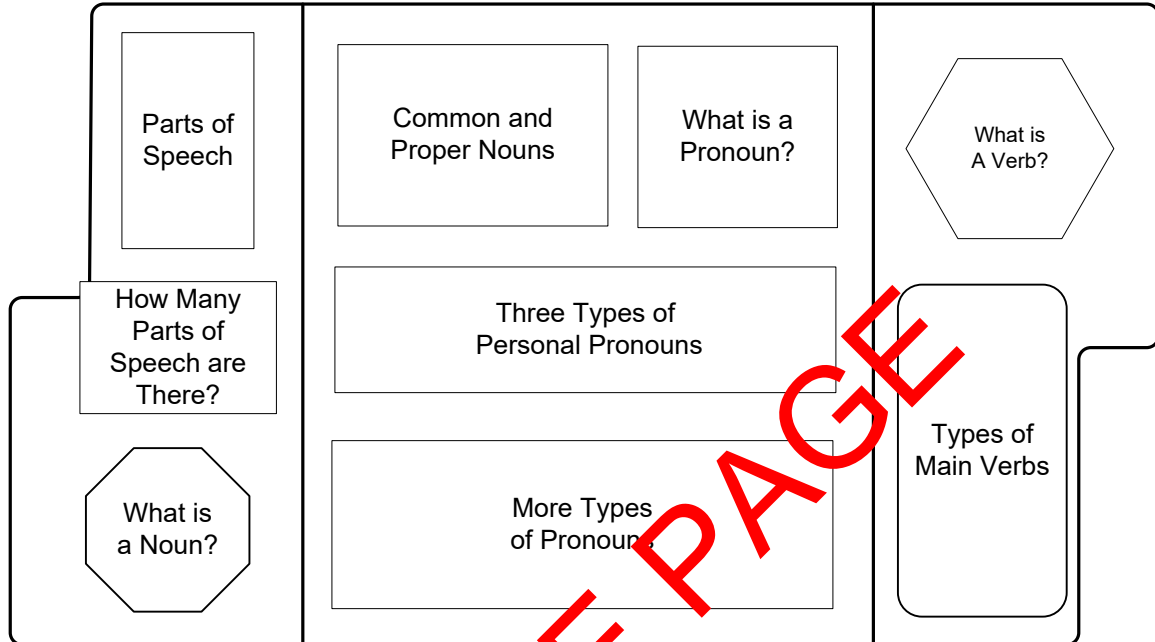 Parts of
Speech
Common and
Proper Nouns
What is a
Pronoun?
What is
A Verb?
How Many
Parts of
Speech are
There?
Three Types of
Personal Pronouns
Types of
Main Verbs
What is
a Noun?
More Types
of Pronouns
E PAGE